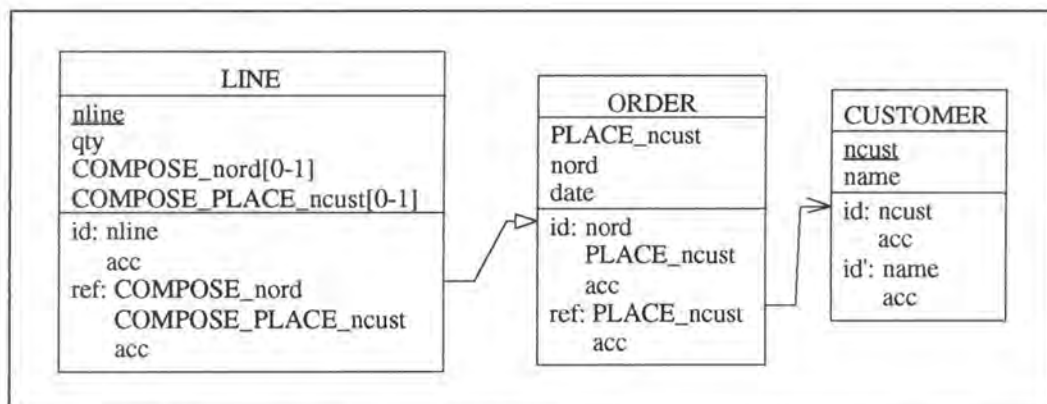 LINE
nline
qty
COMPOSE_nord[0-1]
COMPOSE_PLACE_ncust[0-1]
id: nline
acc
ref: COMPOSE_nord
COMPOSE_PLACE_ncust
acc
ORDER
PLACE_ncust
nord
date
id: nord
PLACE_ncust
acc
ref: PLACE_ncust
acc
CUSTOMER
ncust
name
id: ncust
acc
id': name
acc